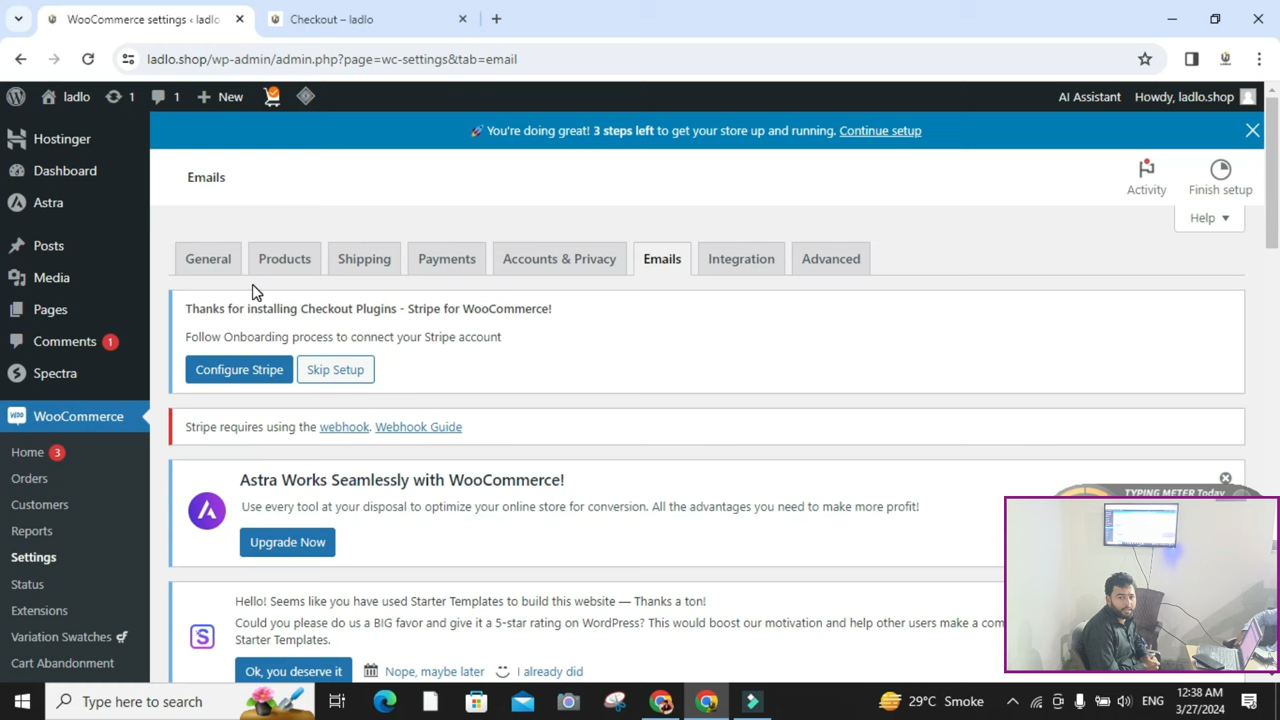 WooCommerce settings ‹ ladlo
Checkout – ladlo
ladlo.shop/wp-admin/admin.php?page=wc-settings&tab=email
ladlo
1
1
New
AI Assistant
Howdy, ladlo.shop
Hostinger
Dashboard
Astra
Posts
Media
Pages
Comments 1
Spectra
WooCommerce
Home 3
Orders
Customers
Reports
Settings
Status
Extensions
Variation Swatches
Cart Abandonment
🚀 You're doing great! 3 steps left to get your store up and running. Continue setup
Emails
Activity
Finish setup
Help
General
Products
Shipping
Payments
Accounts & Privacy
Emails
Integration
Advanced
Thanks for installing Checkout Plugins - Stripe for WooCommerce!
Follow Onboarding process to connect your Stripe account
Configure Stripe
Skip Setup
Stripe requires using the webhook. Webhook Guide
Astra Works Seamlessly with WooCommerce!
Use every tool at your disposal to optimize your online store for conversion. All the advantages you need to make more profit!
Upgrade Now
TYPING METER Today
Hello! Seems like you have used Starter Templates to build this website — Thanks a ton!
Could you please do us a BIG favor and give it a 5-star rating on WordPress? This would boost our motivation and help other users make a com
Starter Templates.
Ok, you deserve it
Nope, maybe later
I already did
Type here to search
29°C Smoke
ENG
12:38 AM
3/27/2024